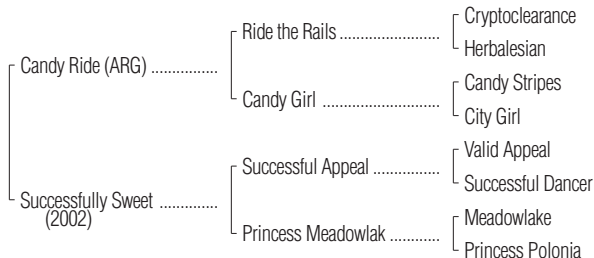 Cryptoclearance
Ride the Rails ........................
Herbalesian
Candy Ride (ARG) ................
Candy Stripes
Candy Girl ............................
City Girl
Valid Appeal
Successful Appeal ................
Successful Dancer
Successfully Sweet ..............
(2002)
Meadowlake
Princess Meadowlak ............
Princess Polonia